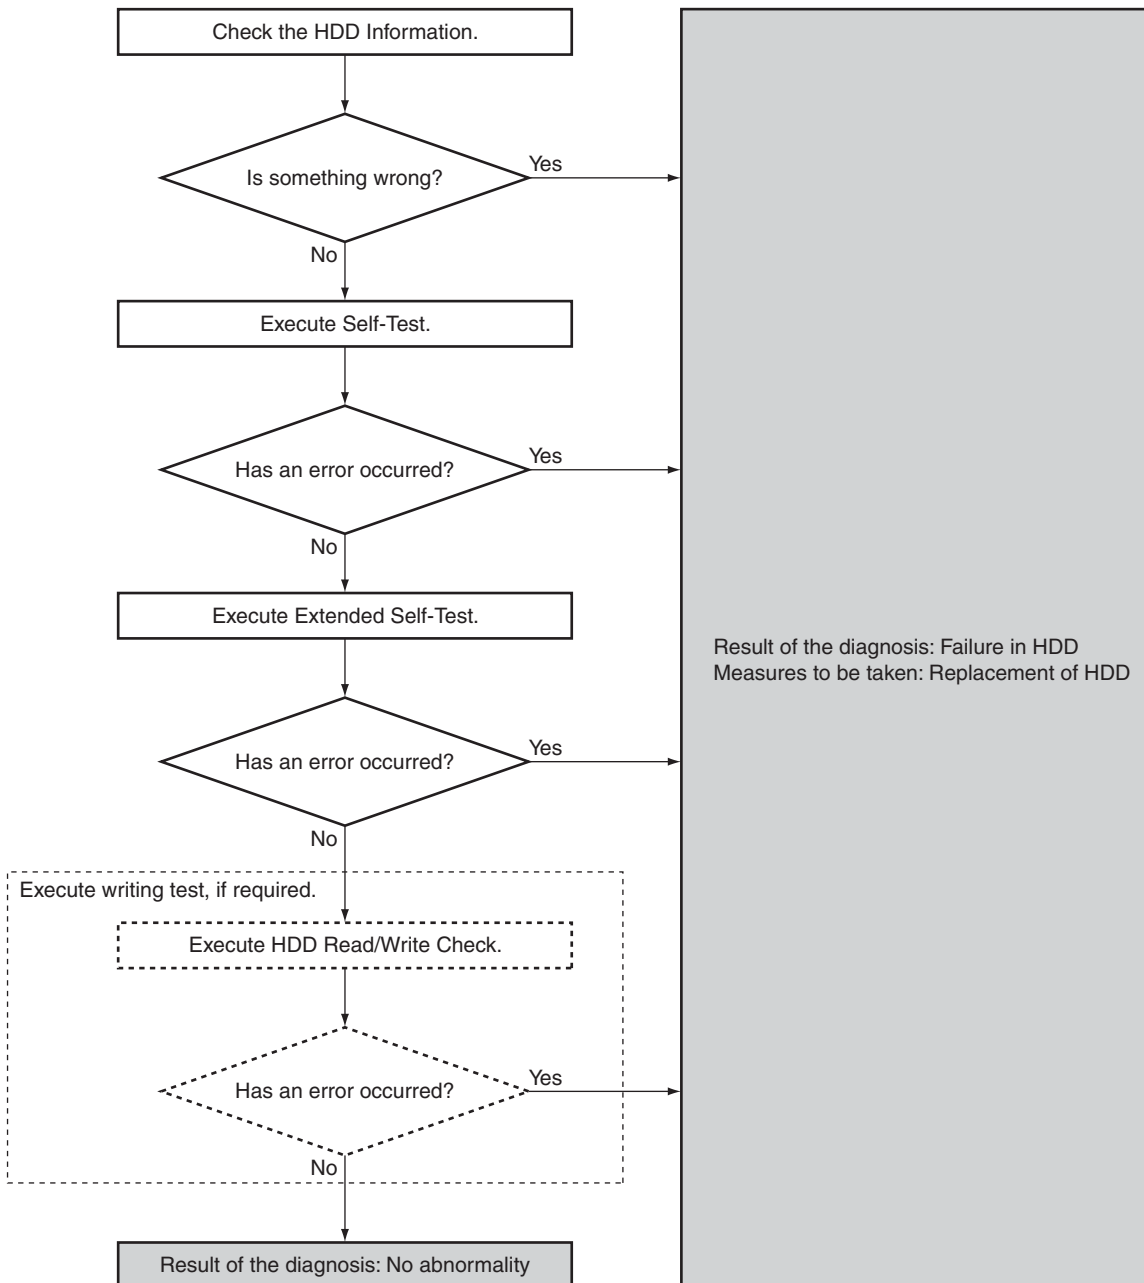 Check the HDD Information.
Is something wrong?
Yes
No
Execute Self-Test.
Has an error occurred?
Yes
No
Execute Extended Self-Test.
Has an error occurred?
Yes
No
Execute writing test, if required.
Execute HDD Read/Write Check.
Has an error occurred?
Yes
No
Result of the diagnosis: No abnormality
Result of the diagnosis: Failure in HDD
Measures to be taken: Replacement of HDD